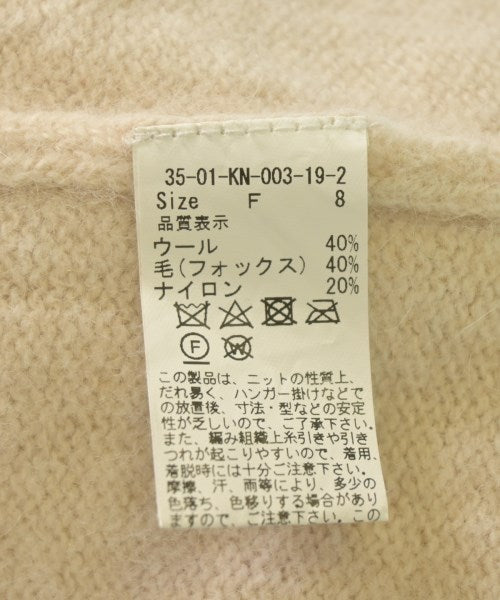 35-01-KN-003-19-2
Size F 8
品質表示
ウール 40%
毛(フォックス) 40%
ナイロン 20%
F W
この製品は、ニットの性質上、
だれ易く、ハンガー掛けなどで
の放置後、寸法・型などの安定
性が乏しいので、ご了承下さい。
また、編み組織上糸引きや引き
つれが起こりやすいので、着用、
着脱時には十分ご注意下さい。
摩擦、汗、雨等により、多少の
色落ち、色移りする場合があり
ますので、ご注意下さい。この